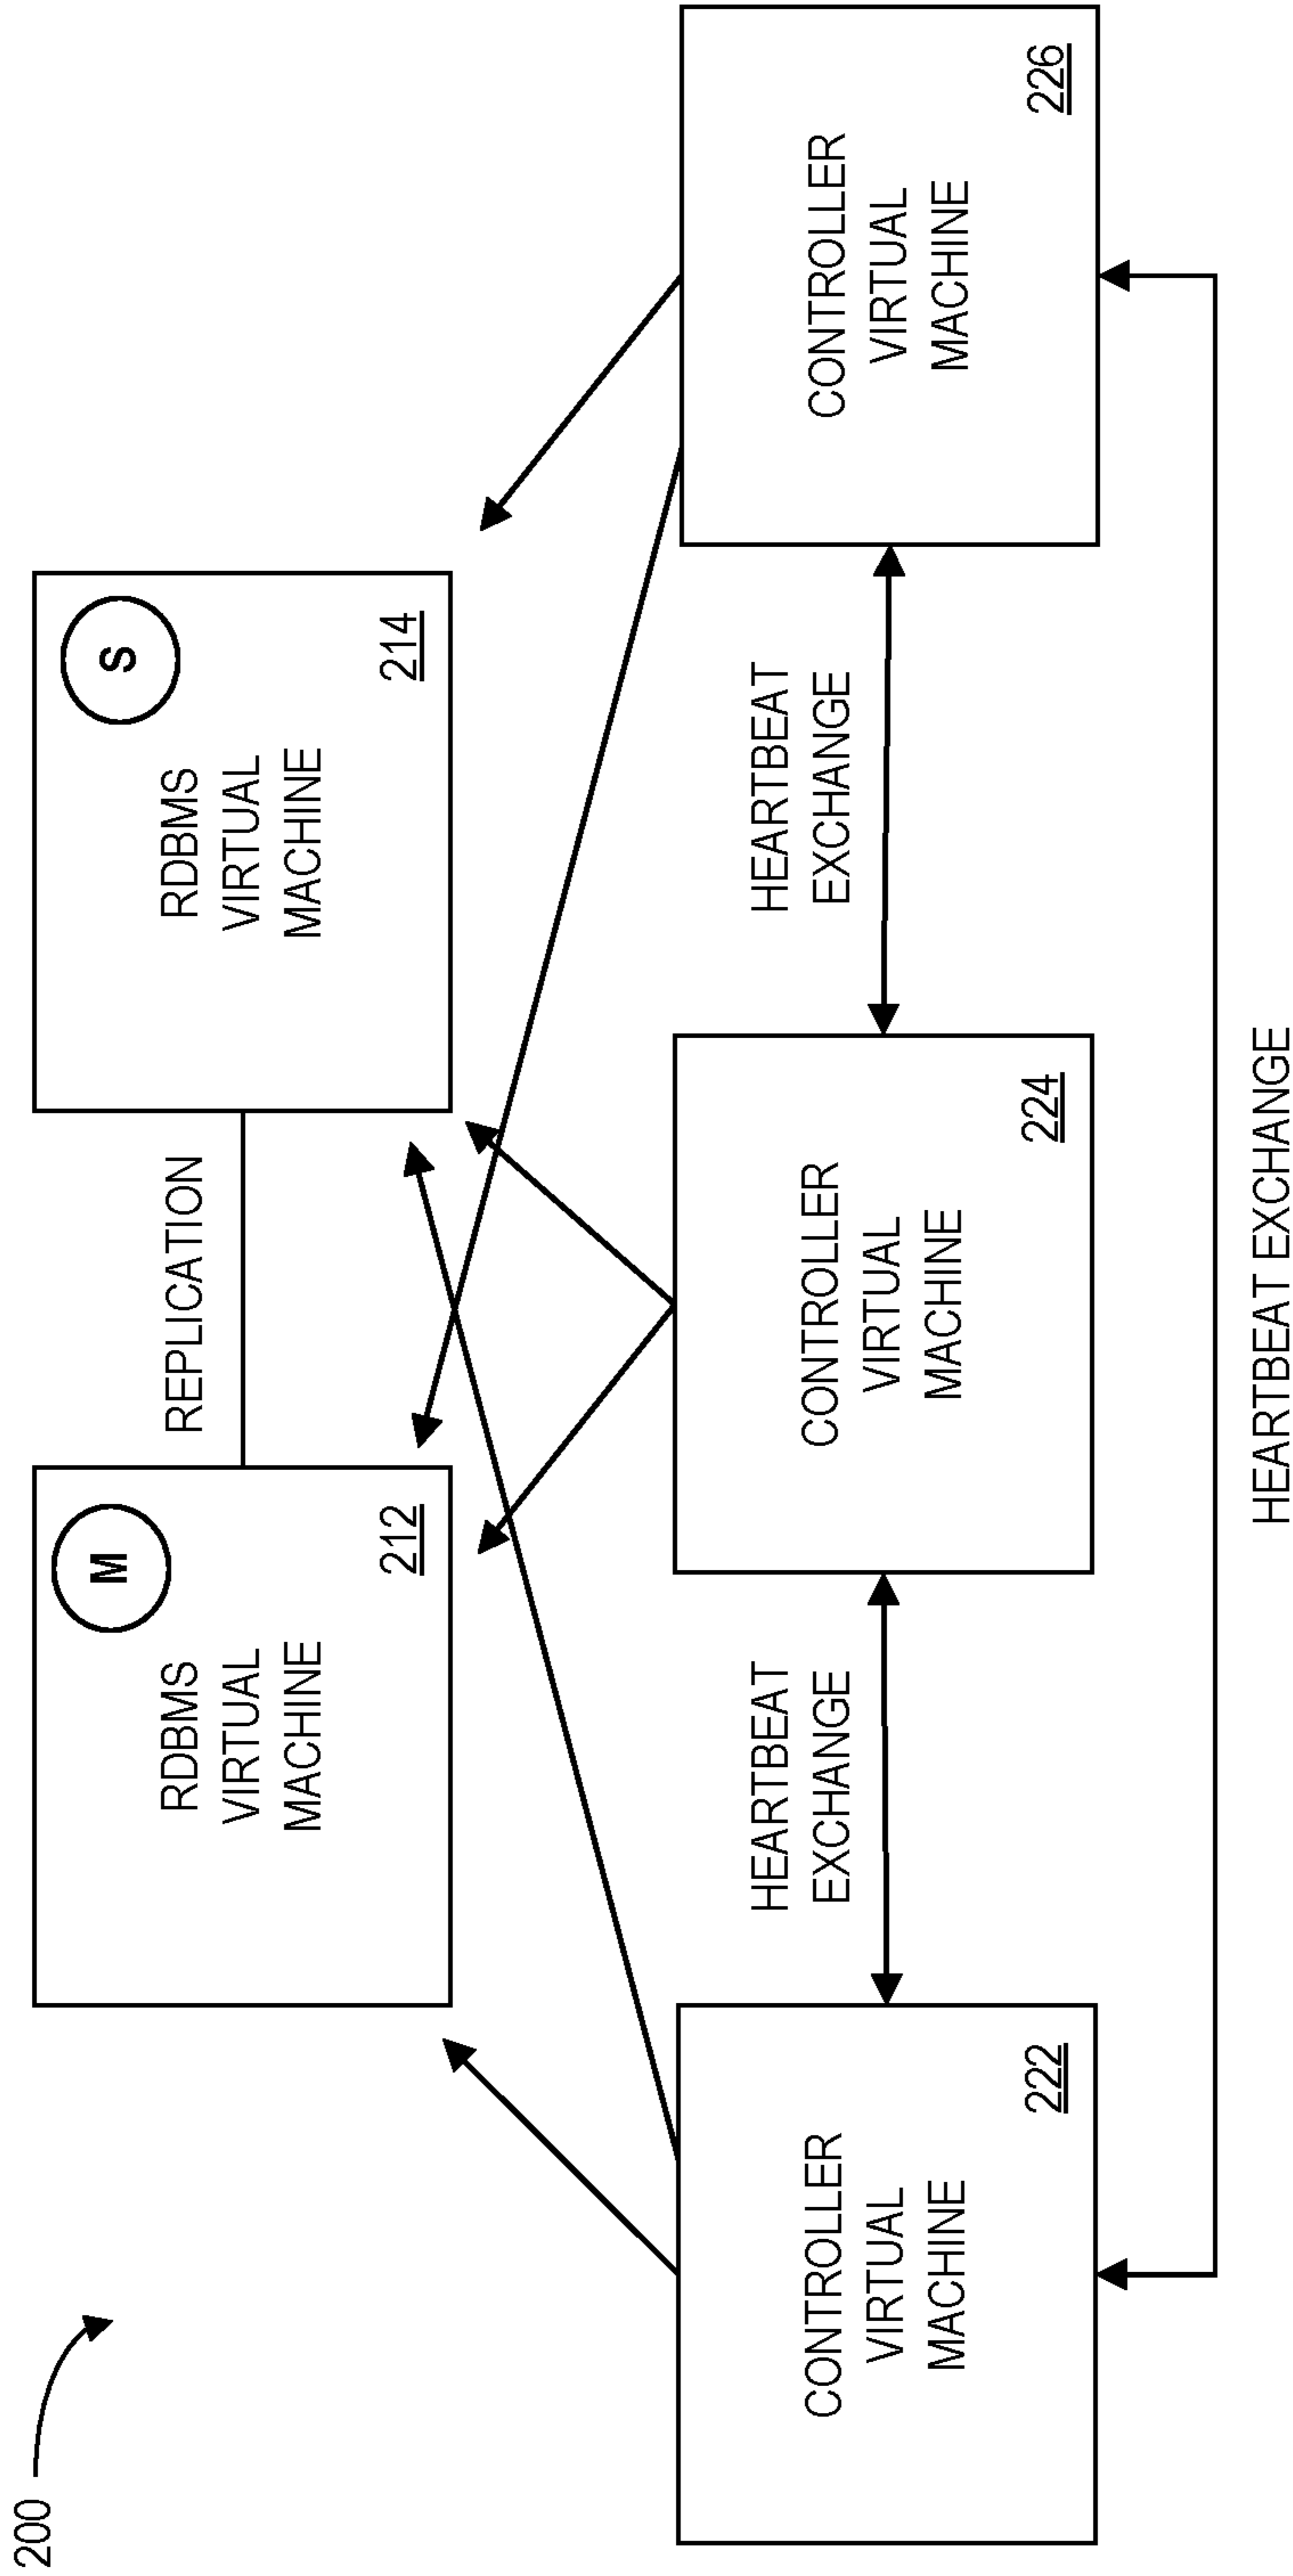 200
RDBMS
VIRTUAL
MACHINE
M
212
REPLICATION
RDBMS
VIRTUAL
MACHINE
S
214
CONTROLLER
VIRTUAL
MACHINE
222
HEARTBEAT
EXCHANGE
CONTROLLER
VIRTUAL
MACHINE
224
HEARTBEAT
EXCHANGE
CONTROLLER
VIRTUAL
MACHINE
226
HEARTBEAT EXCHANGE